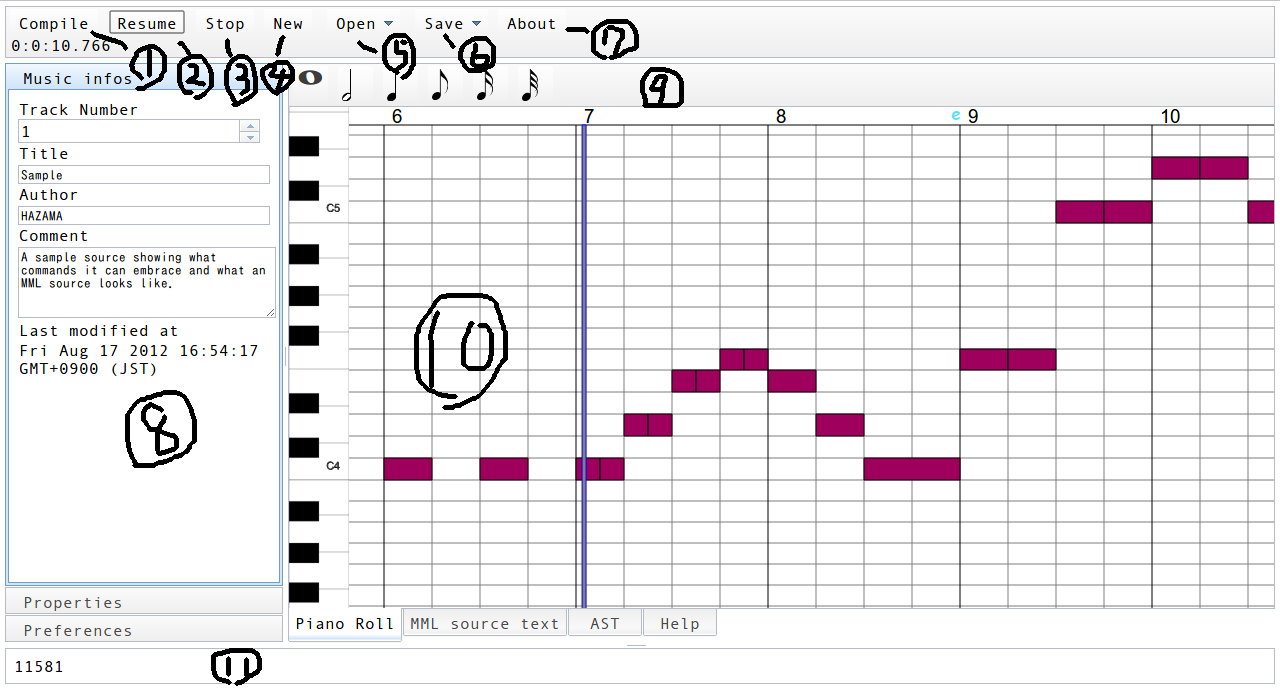 Compile Resume Stop New Open Save About
0:0:10.766
① ② ③ ④ ⑤ ⑥ ⑦
Music infos
⑨
Track Number
1
Title
Sample
Author
HAZAMA
Comment
A sample source showing what
commands it can embrace and what an
MML source looks like.
Last modified at
Fri Aug 17 2012 16:54:17
GMT+0900 (JST)
⑧
6 7 8 e 9 10
C5
⑩
C4
Properties
Preferences
Piano Roll MML source text AST Help
11581
⑪